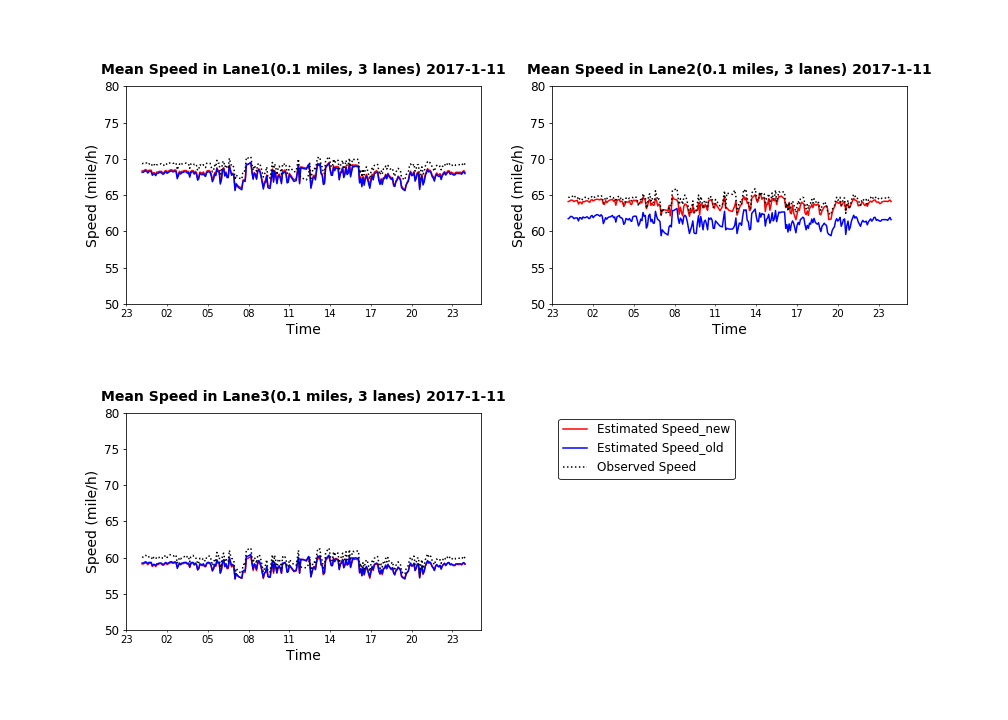 Mean Speed in Lane1(0.1 miles, 3 lanes) 2017-1-11
80
75
70
65
60
55
50
Speed (mile/h)
23 02 05 08 11 14 17 20 23
Time
Mean Speed in Lane2(0.1 miles, 3 lanes) 2017-1-11
80
75
70
65
60
55
50
Speed (mile/h)
23 02 05 08 11 14 17 20 23
Time
Mean Speed in Lane3(0.1 miles, 3 lanes) 2017-1-11
80
75
70
65
60
55
50
Speed (mile/h)
23 02 05 08 11 14 17 20 23
Time
Estimated Speed_new
Estimated Speed_old
Observed Speed